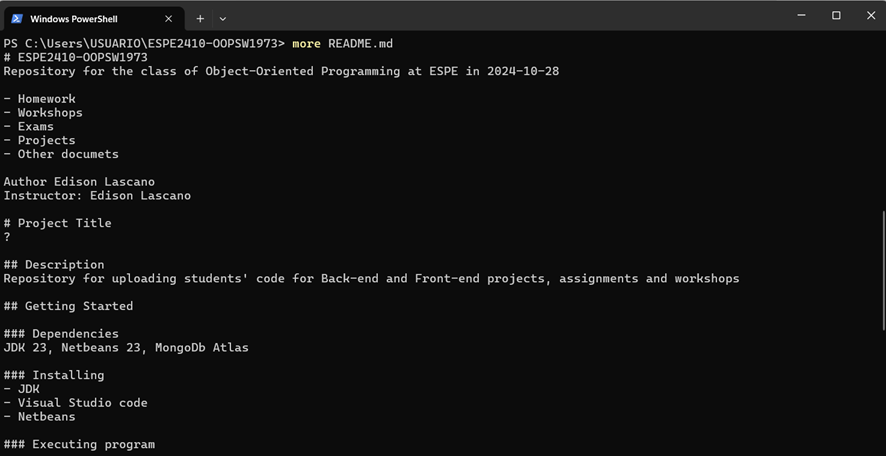 Windows PowerShell
PS C:\Users\USUARIO\ESPE2410-OOPSW1973> more README.md
# ESPE2410-OOPSW1973
Repository for the class of Object-Oriented Programming at ESPE in 2024-10-28
- Homework
- Workshops
- Exams
- Projects
- Other documets
Author Edison Lascano
Instructor: Edison Lascano
# Project Title
?
## Description
Repository for uploading students' code for Back-end and Front-end projects, assignments and workshops
## Getting Started
### Dependencies
JDK 23, Netbeans 23, MongoDb Atlas
### Installing
- JDK
- Visual Studio code
- Netbeans
### Executing program